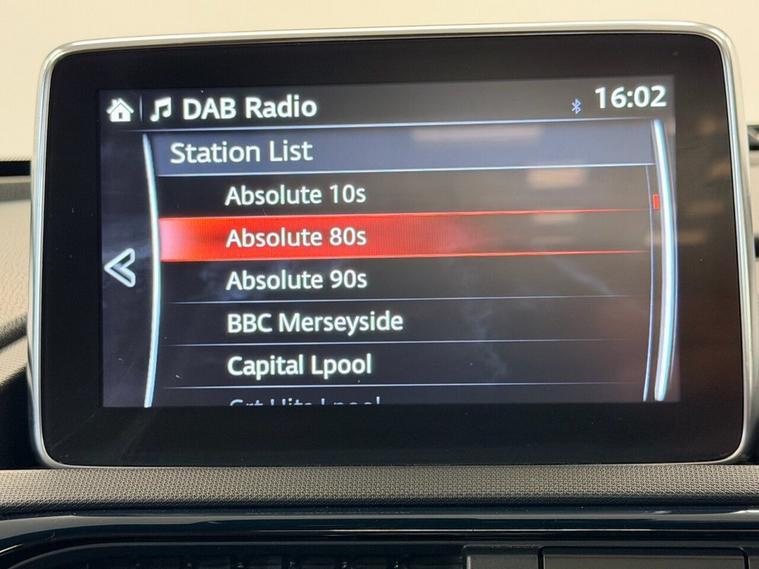 DAB Radio
16:02
Station List
Absolute 10s
Absolute 80s
Absolute 90s
BBC Merseyside
Capital Lpool